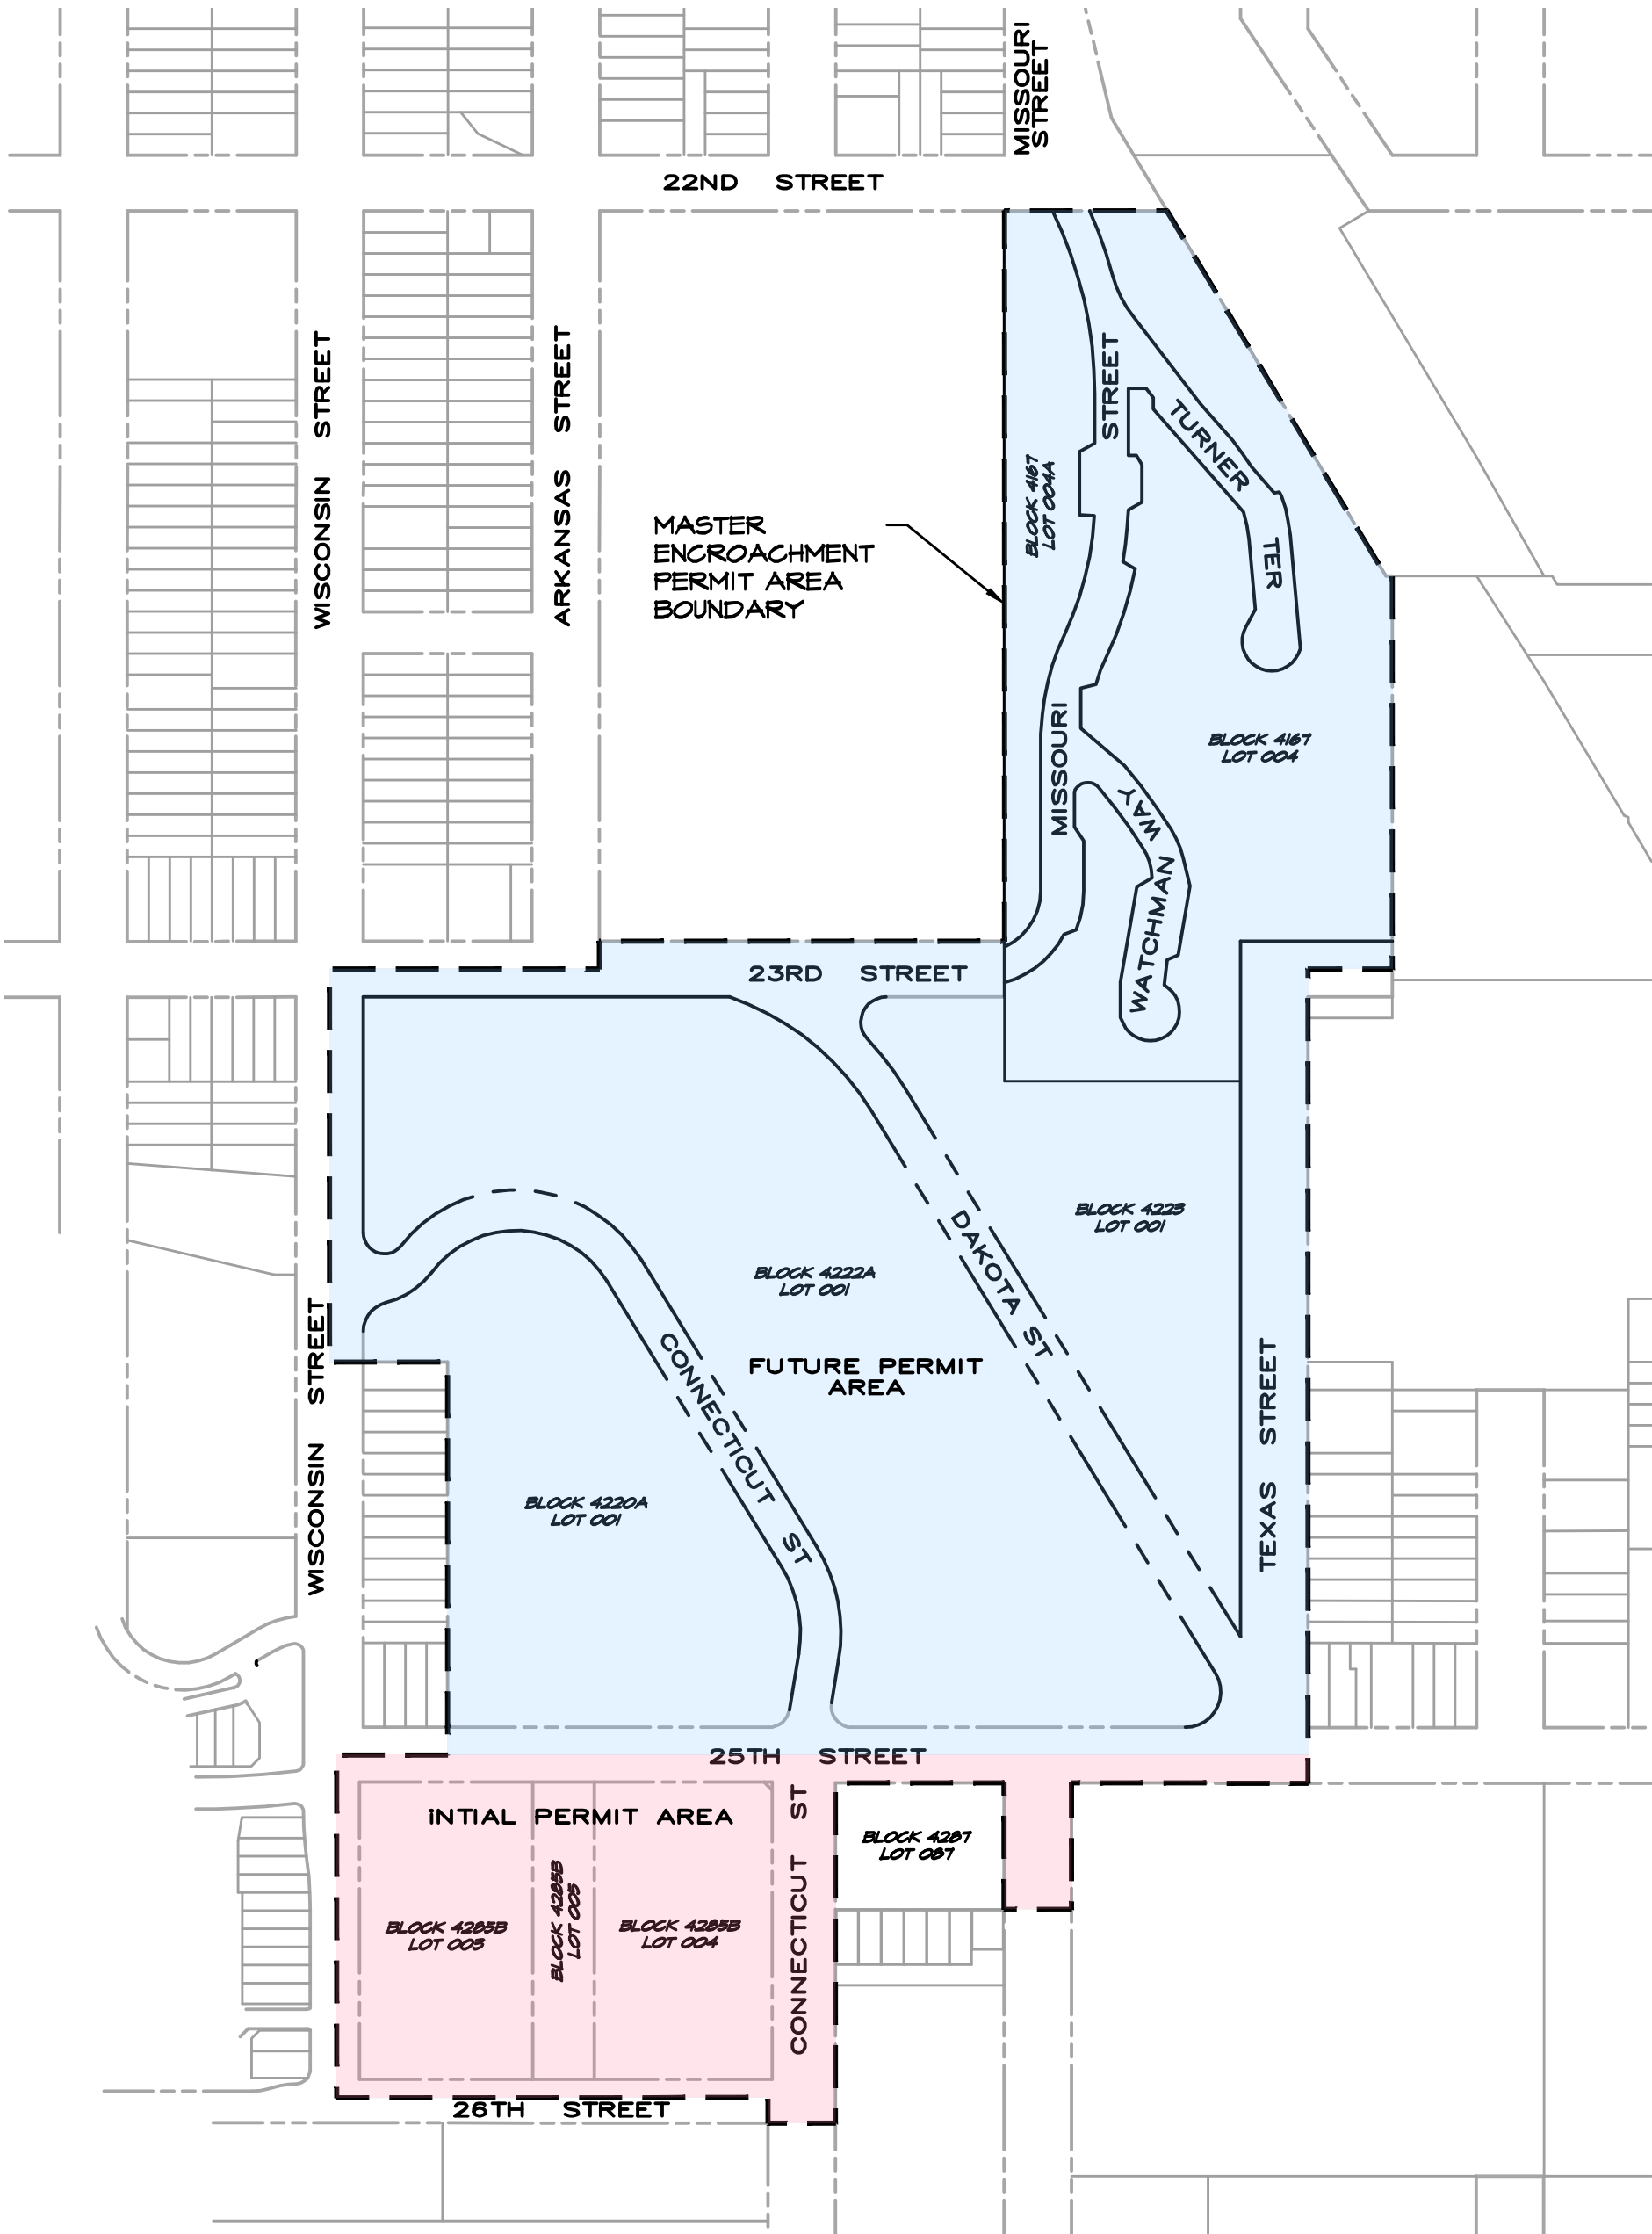 MISSOURI
STREET
22ND STREET
WISCONSIN STREET
ARKANSAS STREET
STREET
TURNER
TER
BLOCK 4167
LOT 004A
MASTER
ENCROACHMENT
PERMIT AREA
BOUNDARY
MISSOURI
BLOCK 4167
LOT 004
WAY
WATCHMAN
23RD STREET
BLOCK 4223
LOT 001
DAKOTA ST
BLOCK 4222A
LOT 001
FUTURE PERMIT
AREA
CONNECTICUT ST
WISCONSIN STREET
TEXAS STREET
BLOCK 4220A
LOT 001
25TH STREET
iNTIAL PERMIT AREA
CONNECTICUT ST
BLOCK 4287
LOT 087
BLOCK 4285B
LOT 003
BLOCK 4285B
LOT 005
BLOCK 4285B
LOT 004
26TH STREET